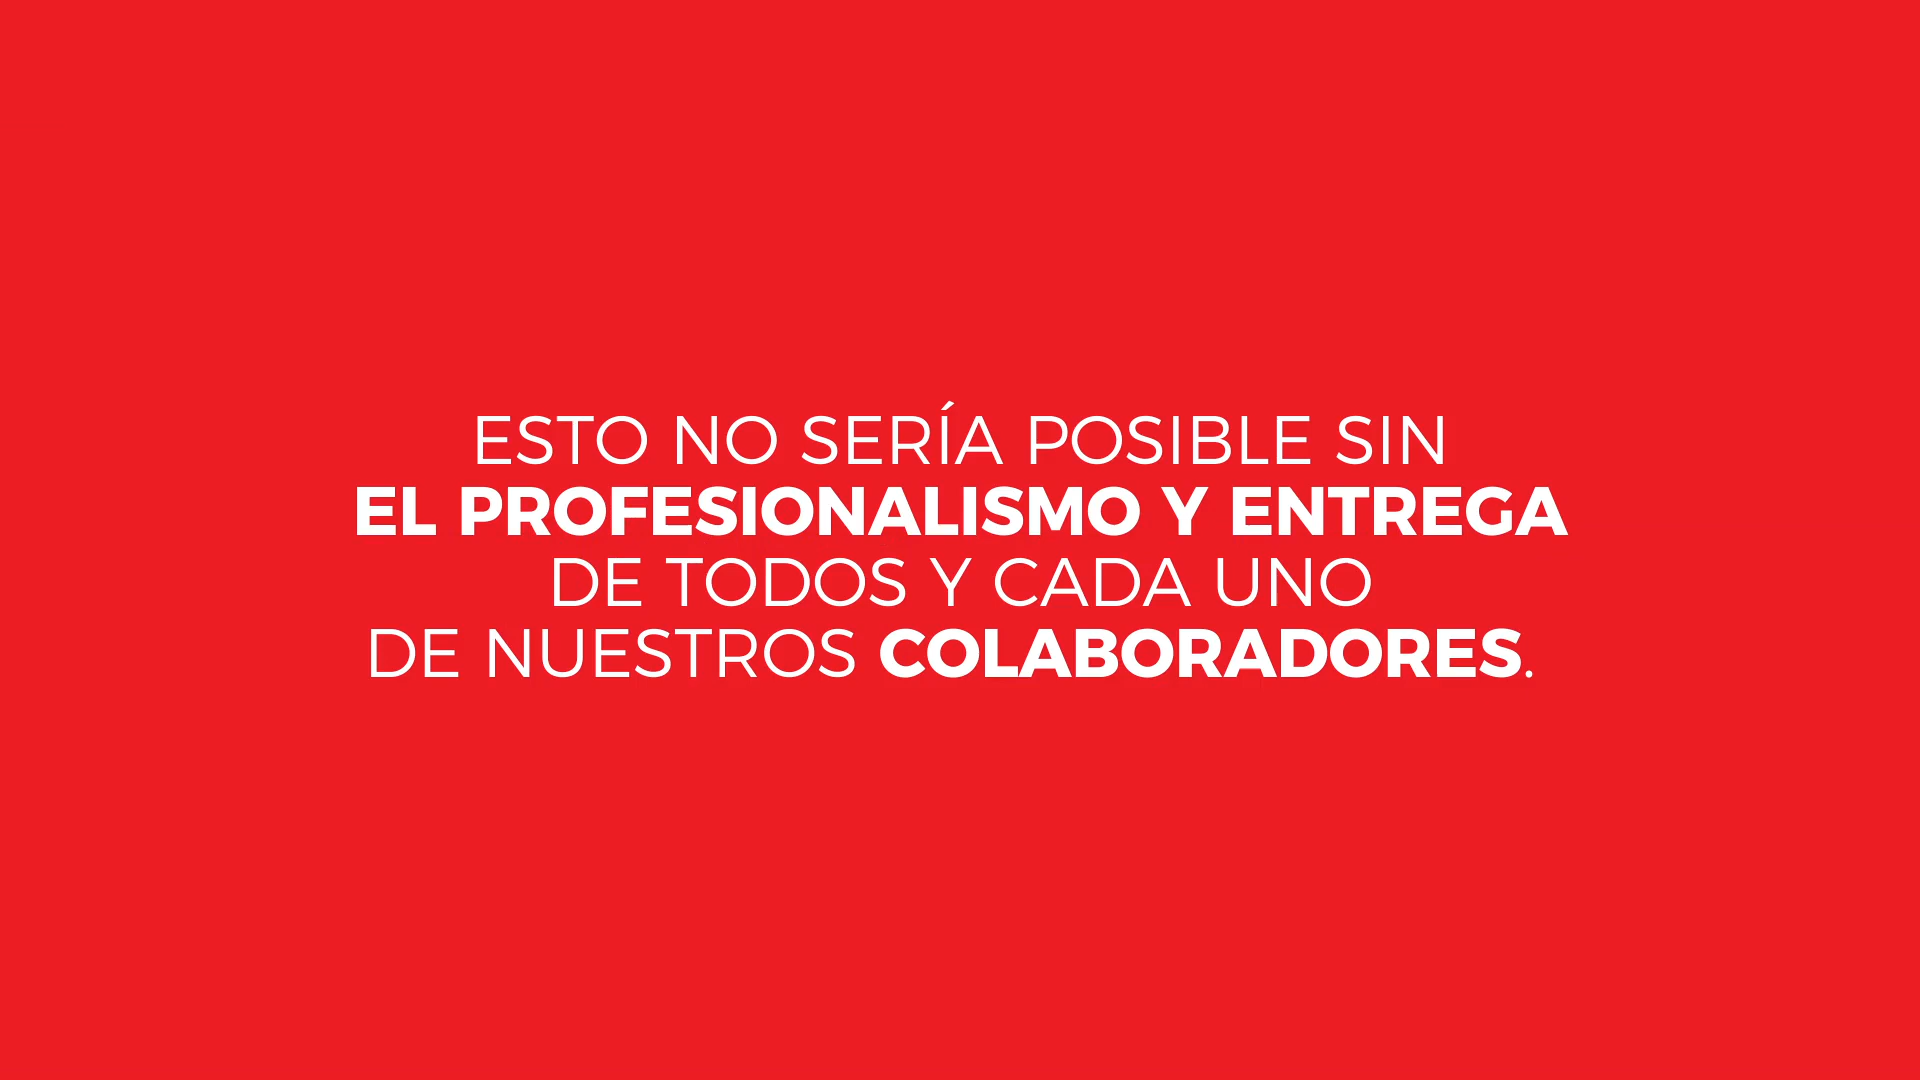 ESTO NO SERÍA POSIBLE SIN
EL PROFESIONALISMO Y ENTREGA
DE TODOS Y CADA UNO
DE NUESTROS COLABORADORES.